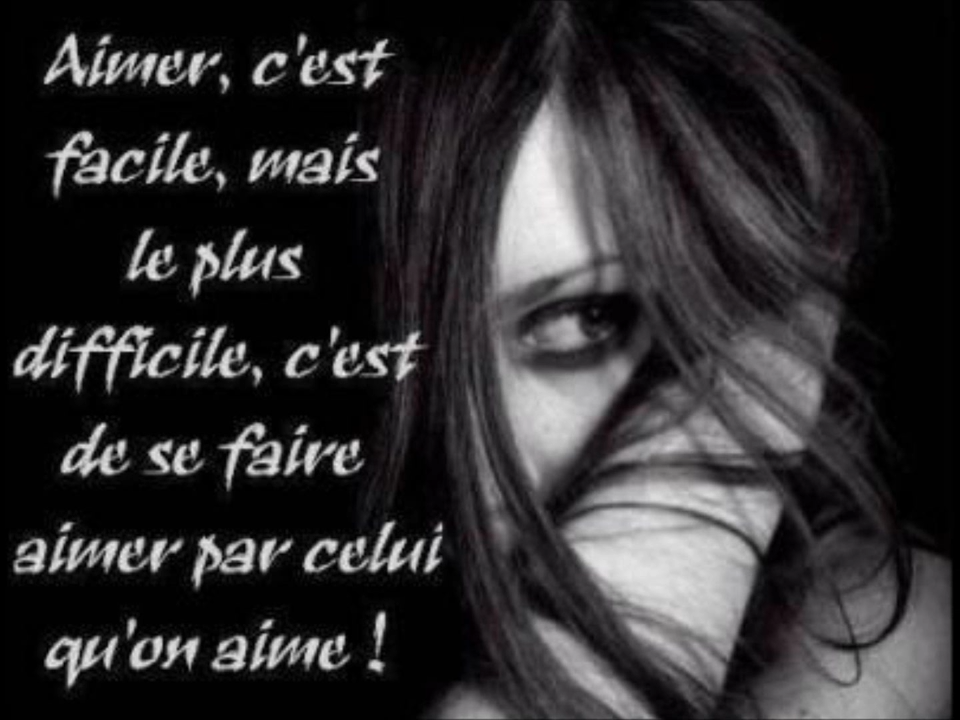 Aimer, c'est
facile, mais
le plus
difficile, c'est
de se faire
aimer par celui
qu'on aime !